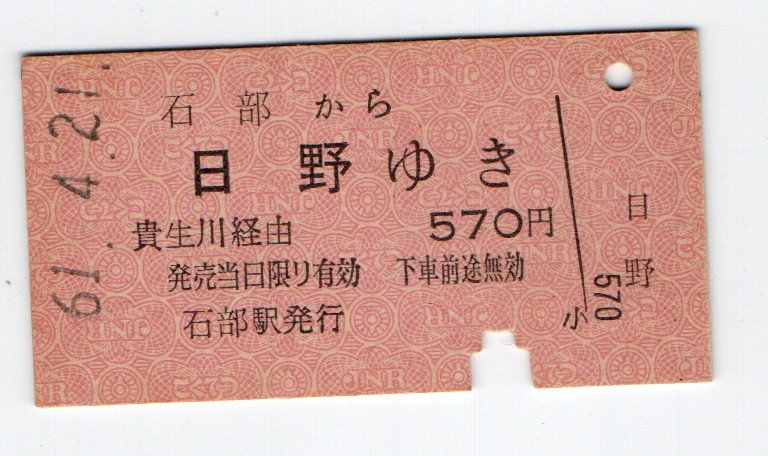 61.4.21.
石部から
日野ゆき
貴生川経由 570円
発売当日限り有効 下車前途無効
石部駅発行
小
日野
570